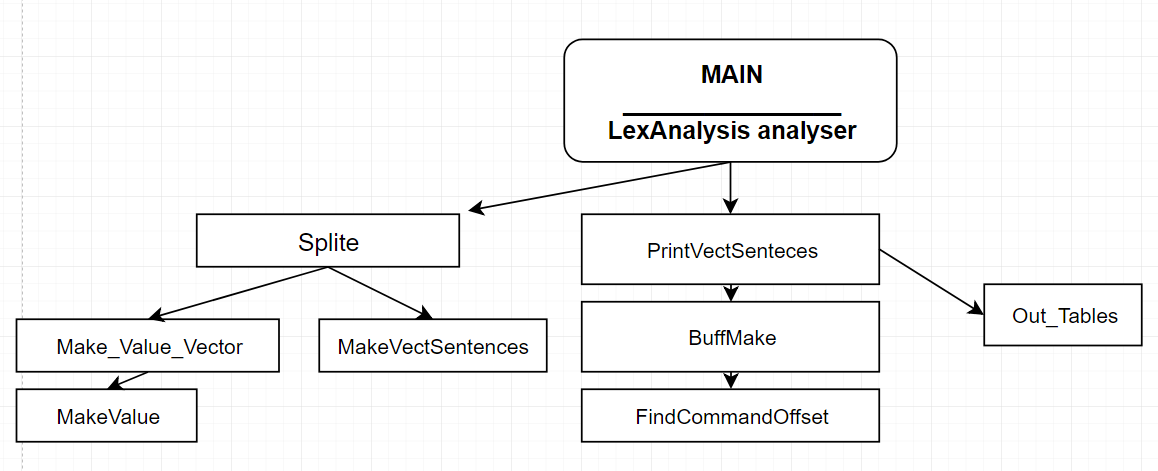 MAIN
LexAnalysis analyser
Splite
PrintVectSenteces
Out_Tables
Make_Value_Vector
MakeVectSentences
BuffMake
MakeValue
FindCommandOffset